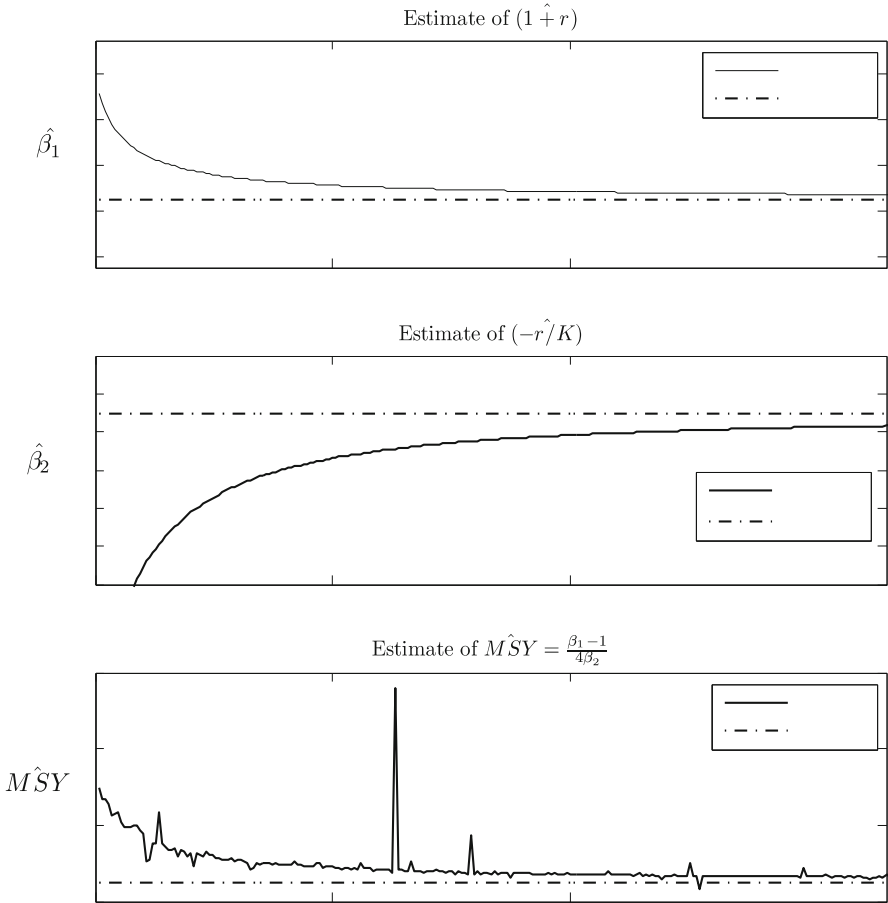 Estimate of (1 +̂ r)
β̂₁
Estimate of (−r̂/K)
β̂₂
Estimate of MŜY = β₁−1 / 4β₂
MŜY